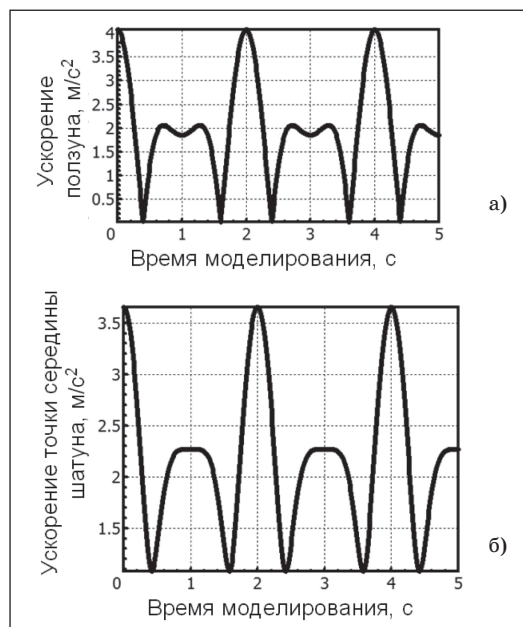 4
3.5
3
2.5
2
1.5
1
0.5
0 1 2 3 4 5
Ускорение
ползуна, м/с²
Время моделирования, с
а)
3.5
3
2.5
2
1.5
0 1 2 3 4 5
Ускорение точки середины
шатуна, м/с²
Время моделирования, с
б)